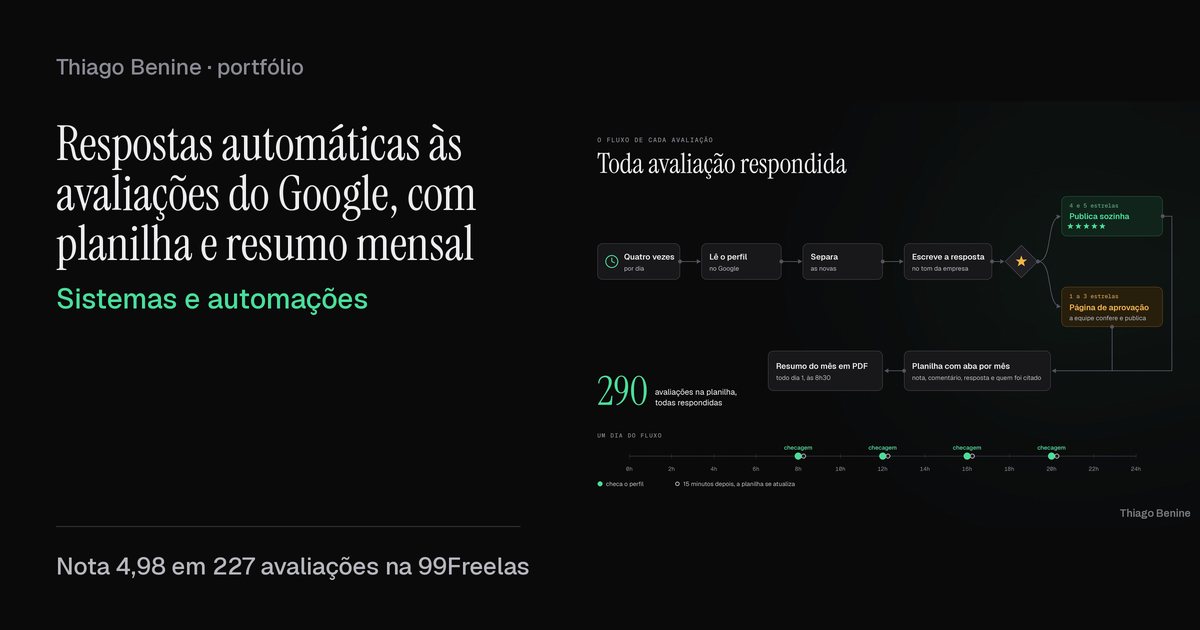 Thiago Benine · portfólio
Respostas automáticas às
avaliações do Google, com
planilha e resumo mensal
Sistemas e automações
Nota 4,98 em 227 avaliações na 99Freelas
O FLUXO DE CADA AVALIAÇÃO
Toda avaliação respondida
Quatro vezes
por dia
Lê o perfil
no Google
Separa
as novas
Escreve a resposta
no tom da empresa
4 e 5 estrelas
Publica sozinha
1 a 3 estrelas
Página de aprovação
a equipe confere e publica
Resumo do mês em PDF
todo dia 1, às 8h30
Planilha com aba por mês
nota, comentário, resposta e quem foi citado
290
avaliações na planilha,
todas respondidas
UM DIA DO FLUXO
checagem checagem checagem checagem
0h 2h 4h 6h 8h 10h 12h 14h 16h 18h 20h 22h 24h
checa o perfil
15 minutos depois, a planilha se atualiza
Thiago Benine